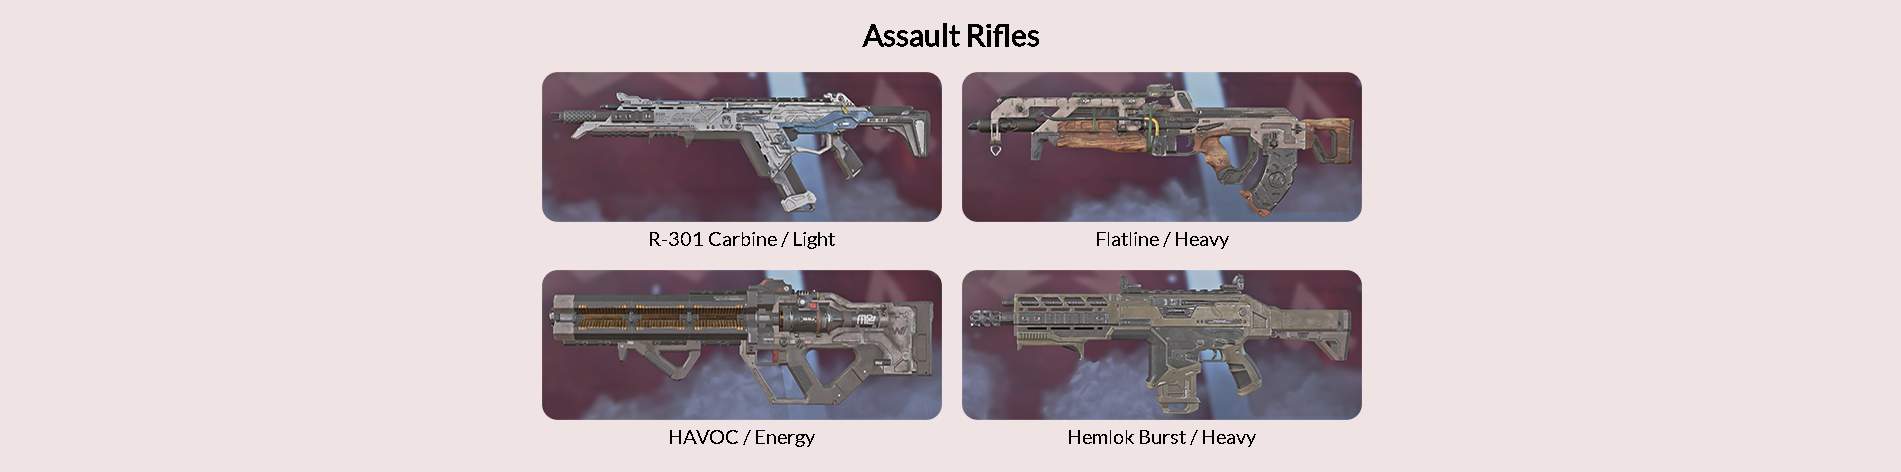 Assault Rifles
R-301 Carbine / Light
Flatline / Heavy
HAVOC / Energy
Hemlok Burst / Heavy